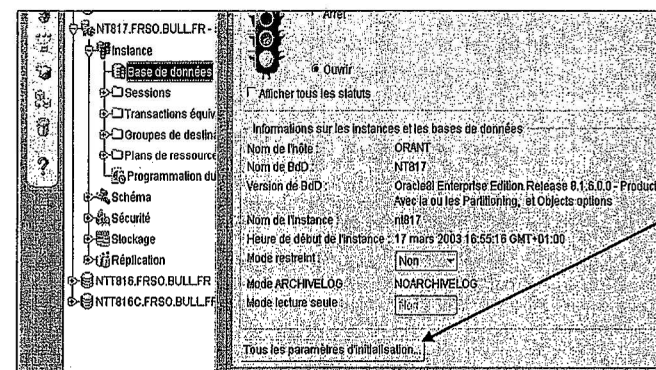 NT817.FRSO.BULL.FR -
Instance
Base de données
Sessions
Transactions équiv
Groupes de destina
Plans de ressource
Programmation du
Schéma
Sécurité
Stockage
Réplication
NTT816.FRSO.BULL.FR
NTT816C.FRSO.BULL.FF
?
Arrêt
Ouvrir
Afficher tous les statuts
Informations sur les instances et les bases de données
Nom de l'hôte : ORANT
Nom de BdD : NT817
Version de BdD : Oracle8i Enterprise Edition Release 8.1.6.0.0 - Product
Avec la ou les Partitioning, et Objects options
Nom de l'instance : nt817
Heure de début de l'instance : 17 mars 2003 16:55:16 GMT+01:00
Mode restreint : Non
Mode ARCHIVELOG : NOARCHIVELOG
Mode lecture seule : Non
Tous les paramètres d'initialisation...